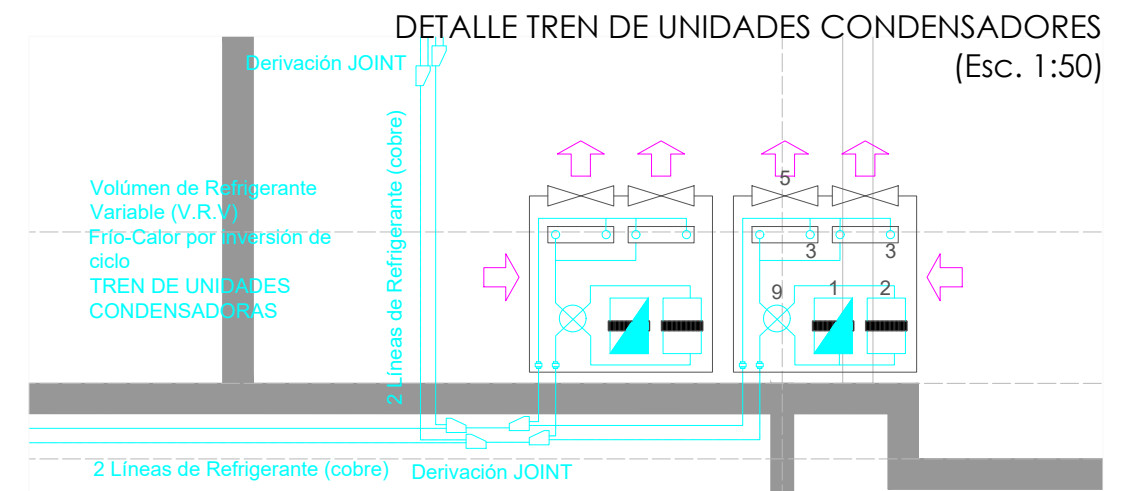 DETALLE TREN DE UNIDADES CONDENSADORES
(Esc. 1:50)
Derivación JOINT
2 Líneas de Refrigerante (cobre)
Volúmen de Refrigerante
Variable (V.R.V)
Frío-Calor por inversión de
ciclo
TREN DE UNIDADES
CONDENSADORAS
5
3
3
9
1
2
2 Líneas de Refrigerante (cobre)
Derivación JOINT